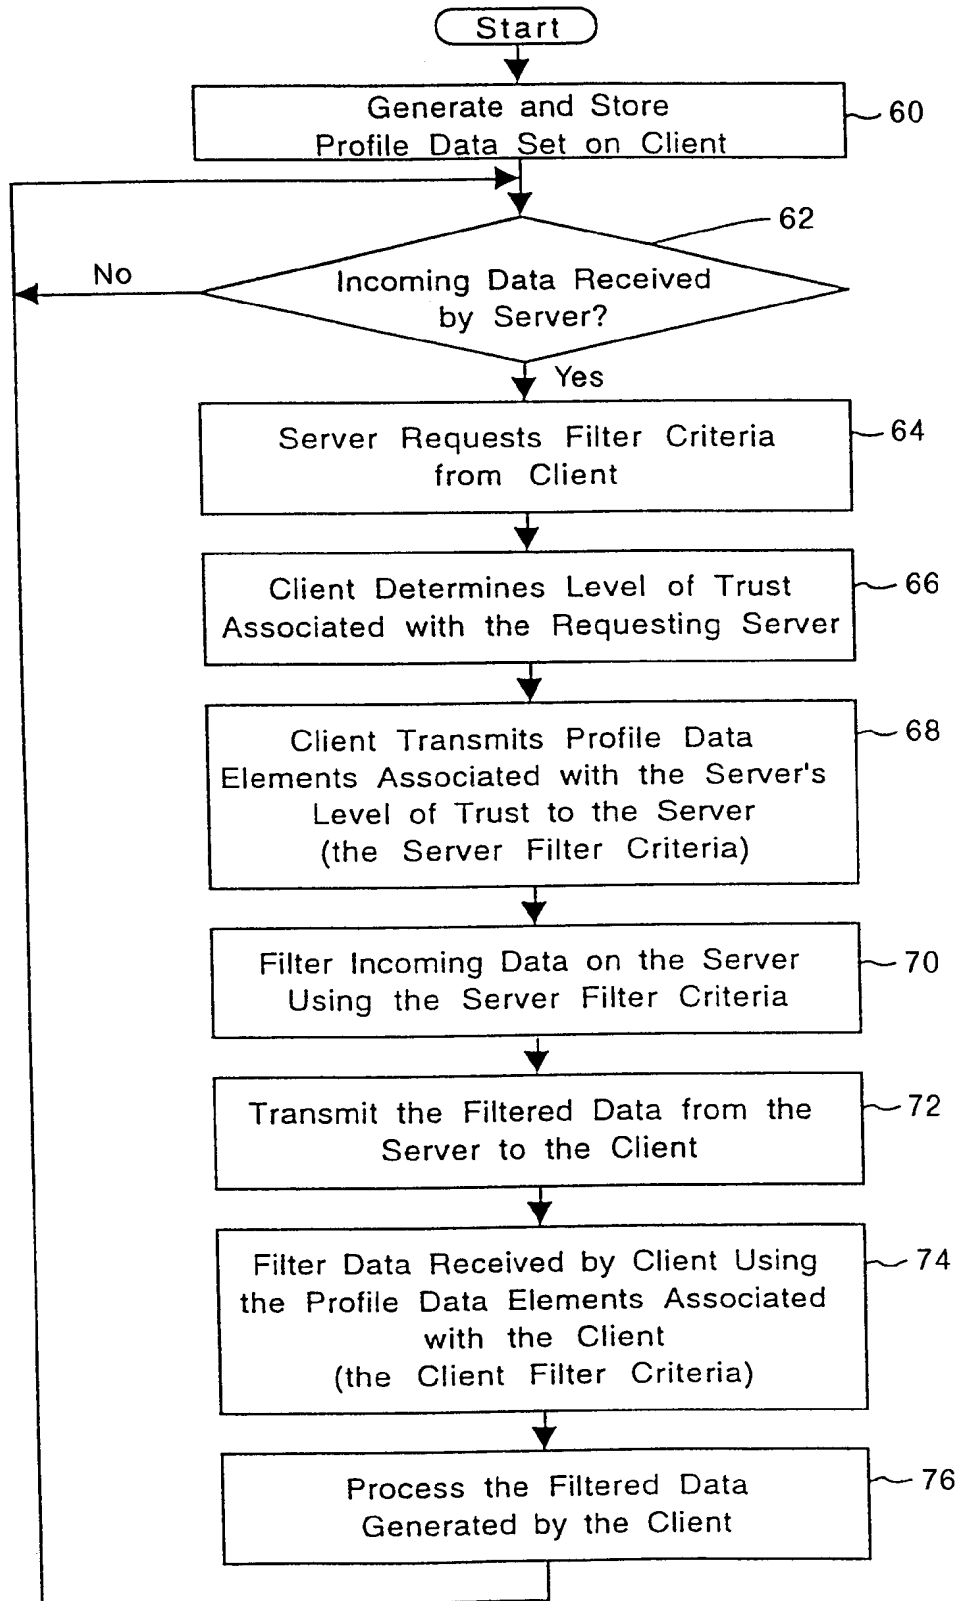 Start
Generate and Store
Profile Data Set on Client
60
62
Incoming Data Received
by Server?
No
Yes
Server Requests Filter Criteria
from Client
64
Client Determines Level of Trust
Associated with the Requesting Server
66
Client Transmits Profile Data
Elements Associated with the Server's
Level of Trust to the Server
(the Server Filter Criteria)
68
Filter Incoming Data on the Server
Using the Server Filter Criteria
70
Transmit the Filtered Data from the
Server to the Client
72
Filter Data Received by Client Using
the Profile Data Elements Associated
with the Client
(the Client Filter Criteria)
74
Process the Filtered Data
Generated by the Client
76